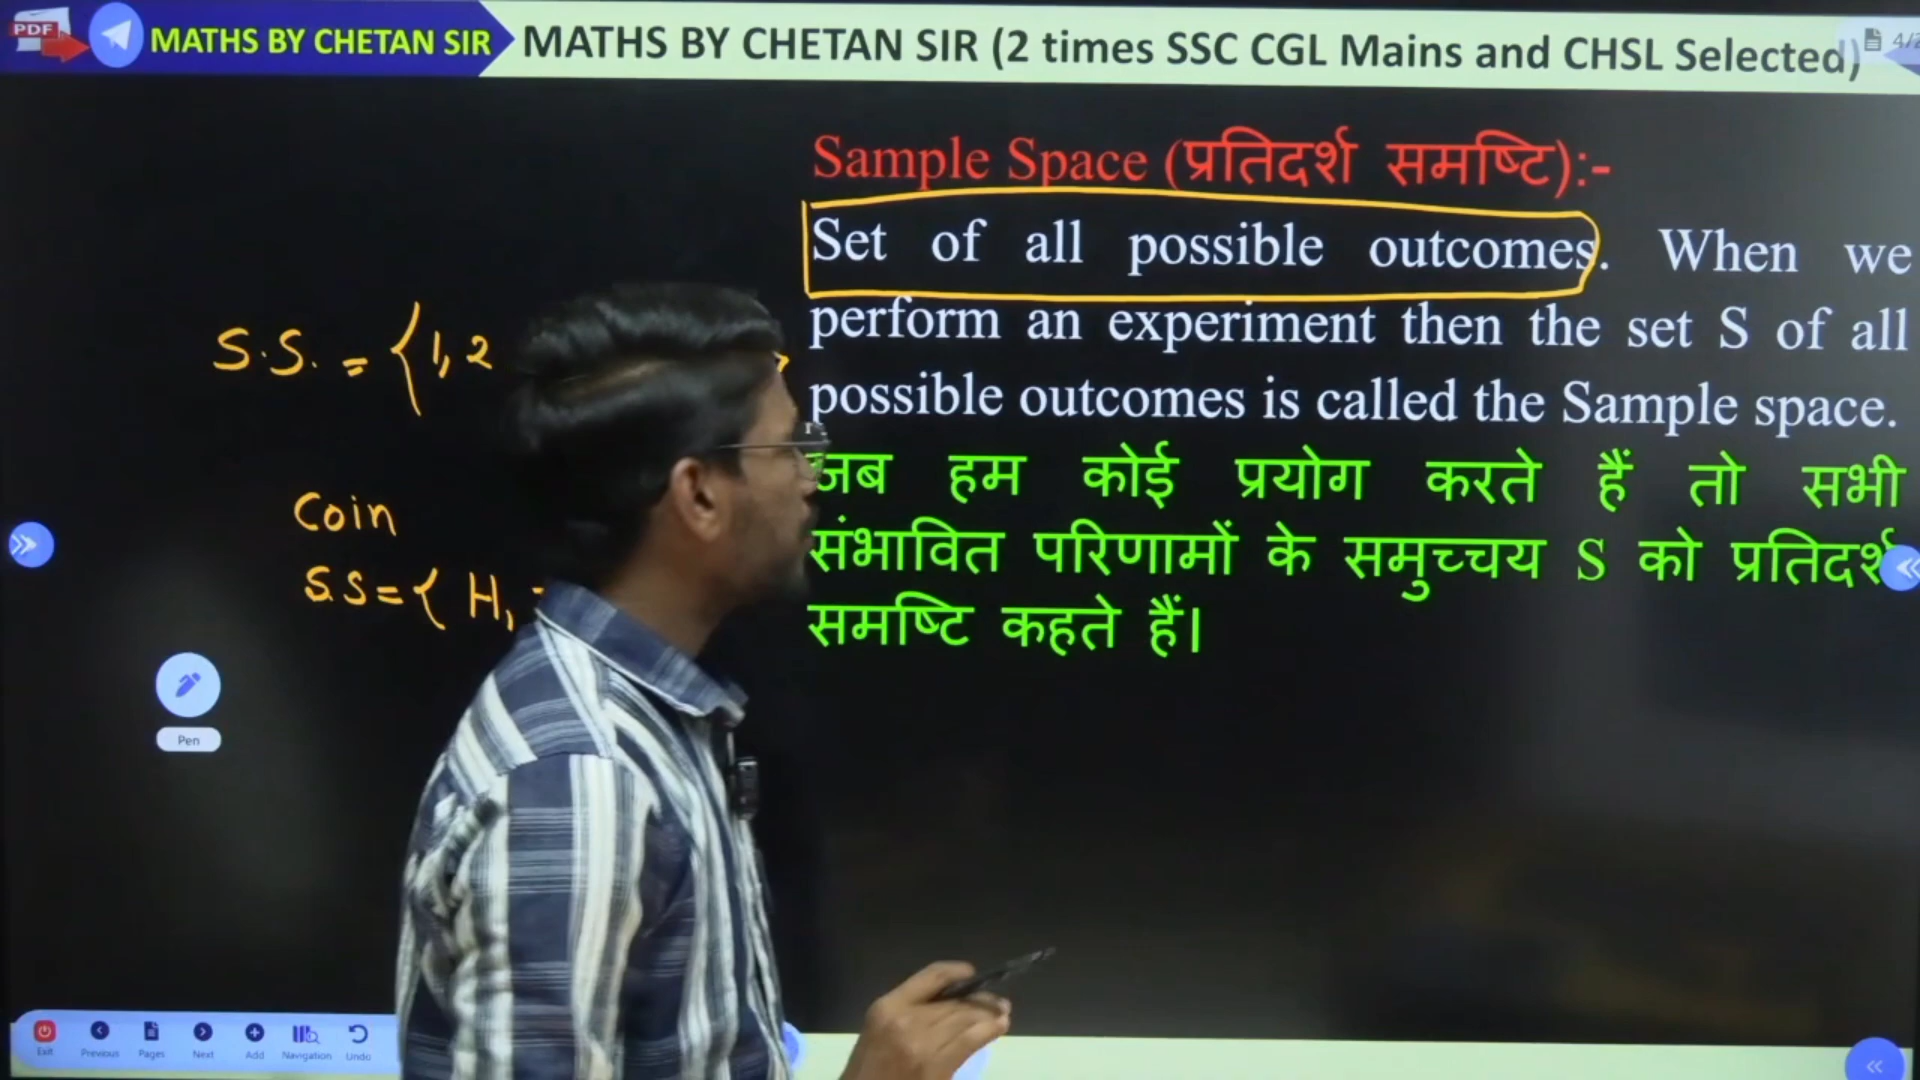 PDF
MATHS BY CHETAN SIR
MATHS BY CHETAN SIR (2 times SSC CGL Mains and CHSL Selected)
Sample Space (प्रतिदर्श समष्टि):-
Set of all possible outcomes. When we
perform an experiment then the set S of all
possible outcomes is called the Sample space.
जब हम कोई प्रयोग करते हैं तो सभी
संभावित परिणामों के समुच्चय S को प्रतिदर्श
समष्टि कहते हैं।
S.S. = {1, 2
Coin
S.S = { H,
Pen
Exit Previous Pages Next Add Navigation Undo